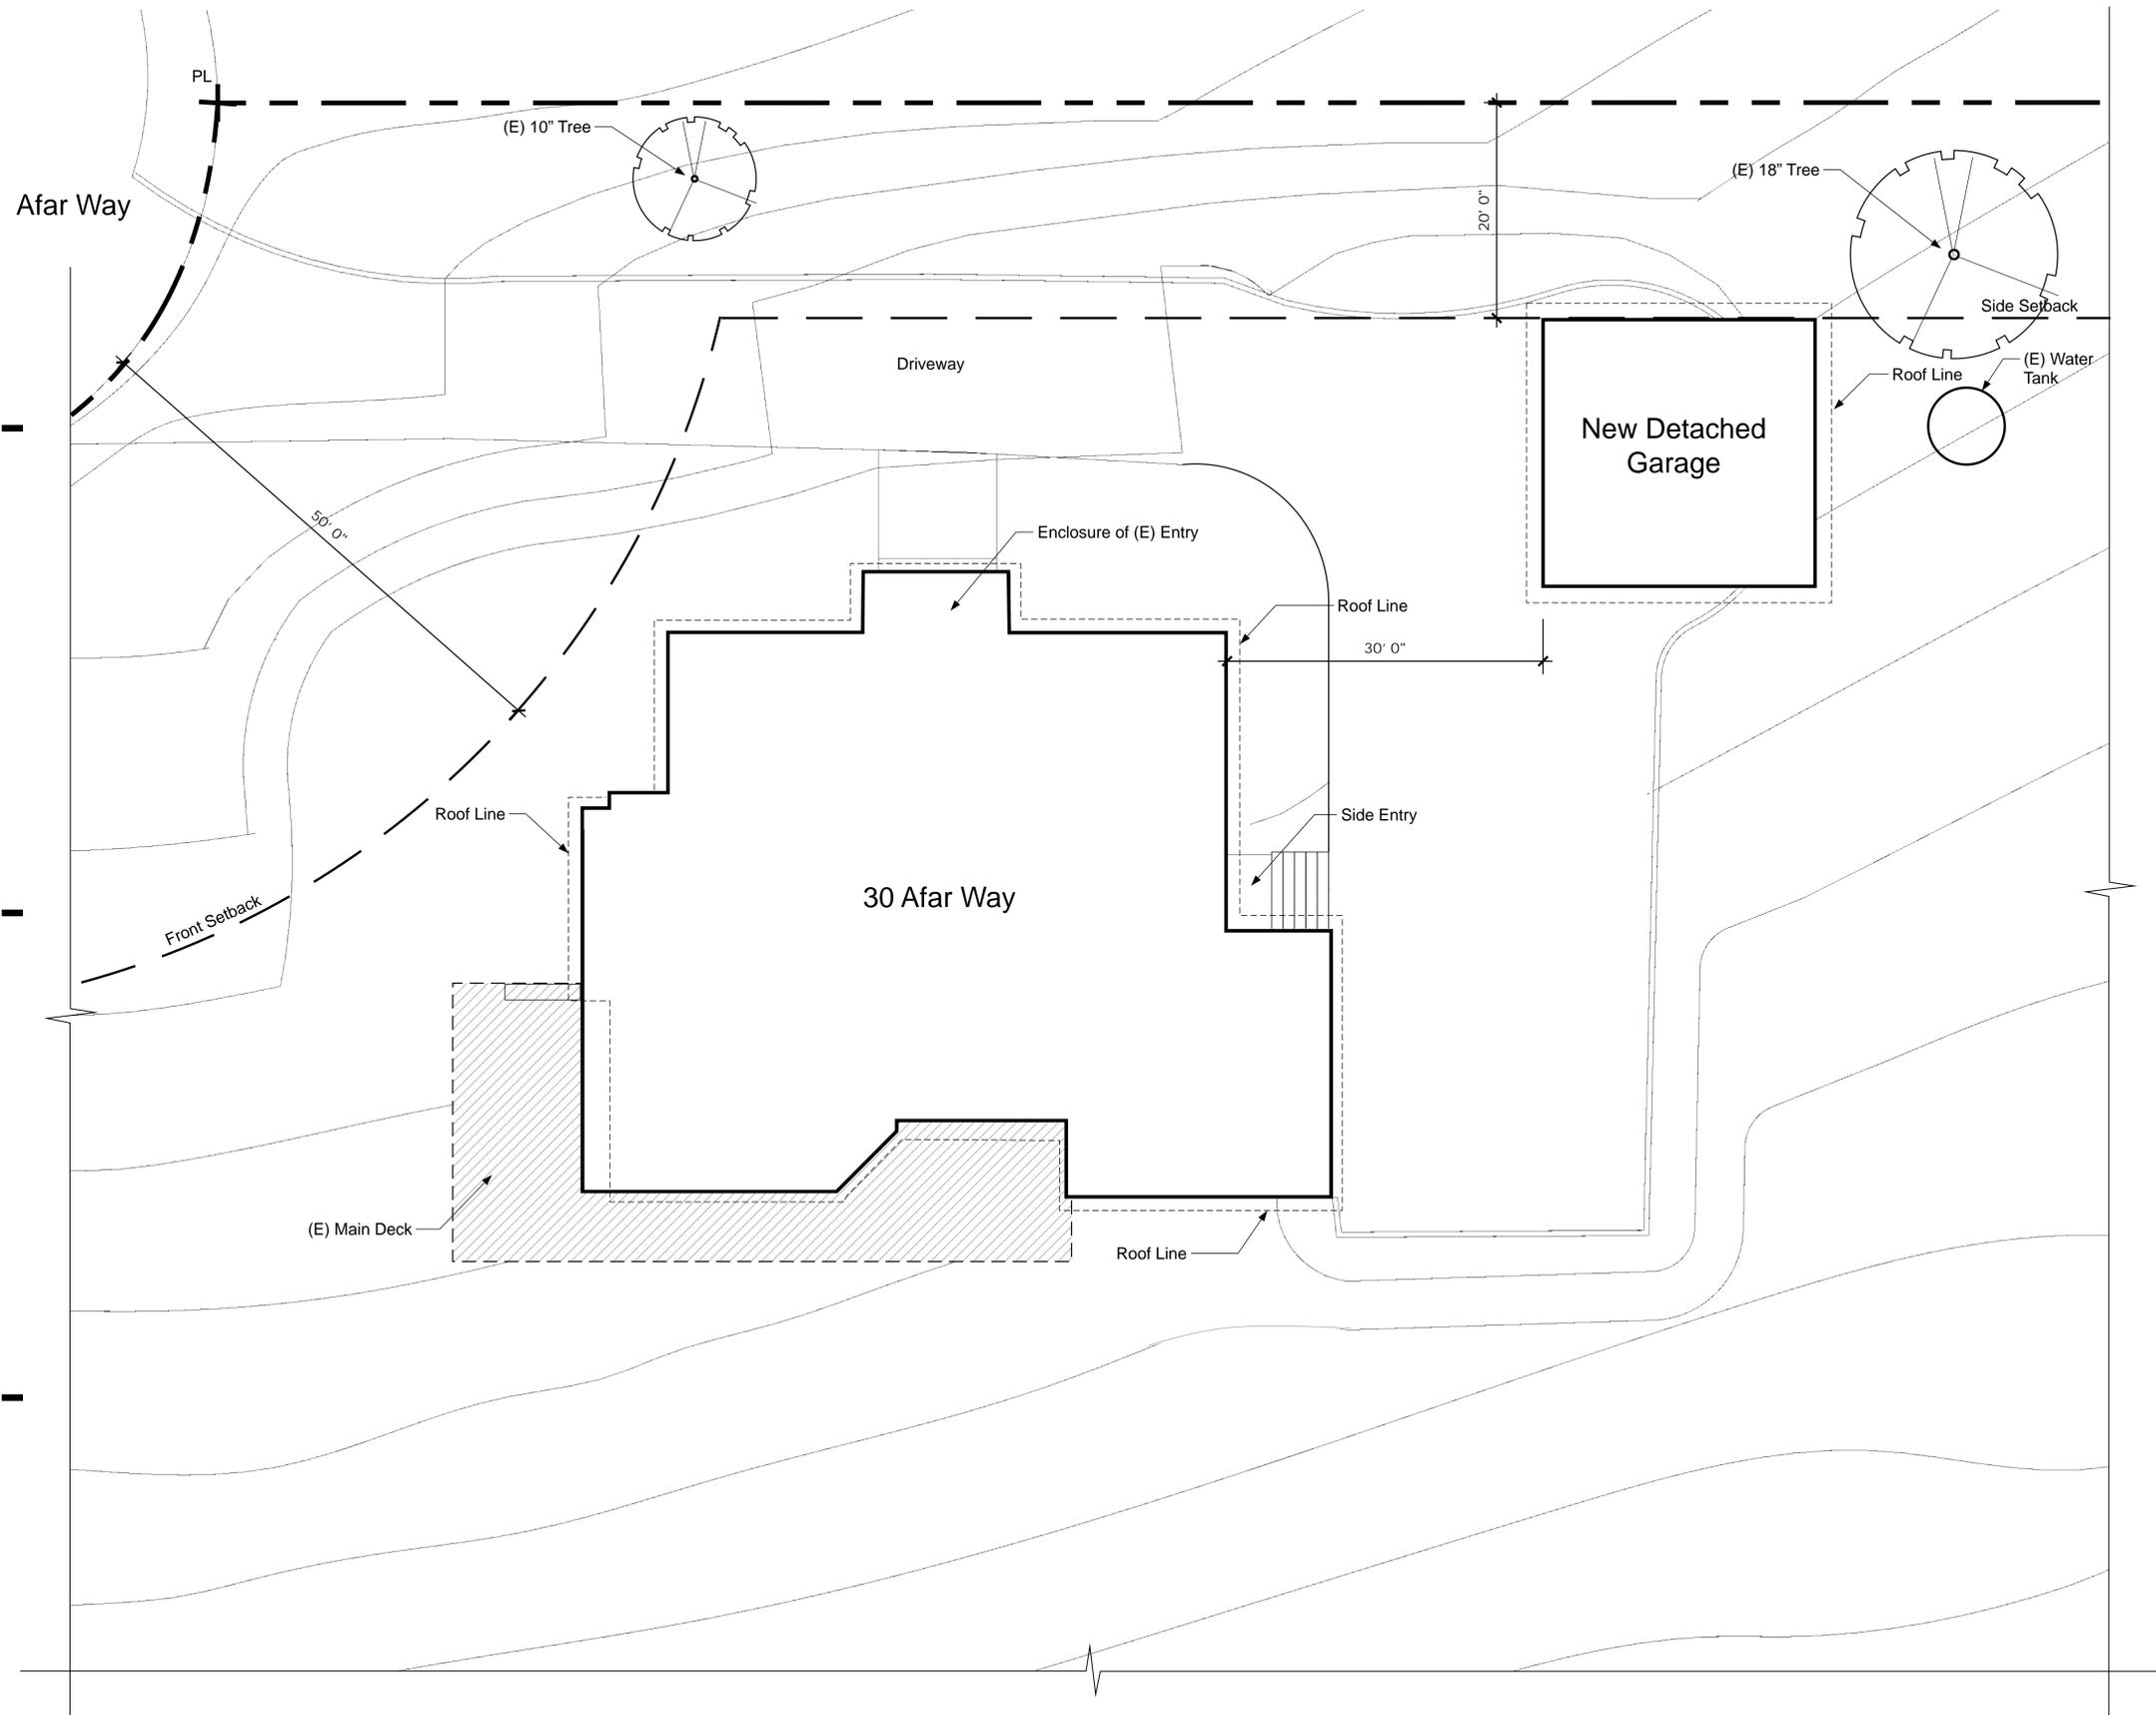 PL
(E) 10” Tree
(E) 18” Tree
Afar Way
20' 0"
Side Setback
Driveway
(E) Water
Tank
Roof Line
New Detached
Garage
50' 0"
Enclosure of (E) Entry
Roof Line
30' 0"
Roof Line
Side Entry
30 Afar Way
Front Setback
(E) Main Deck
Roof Line